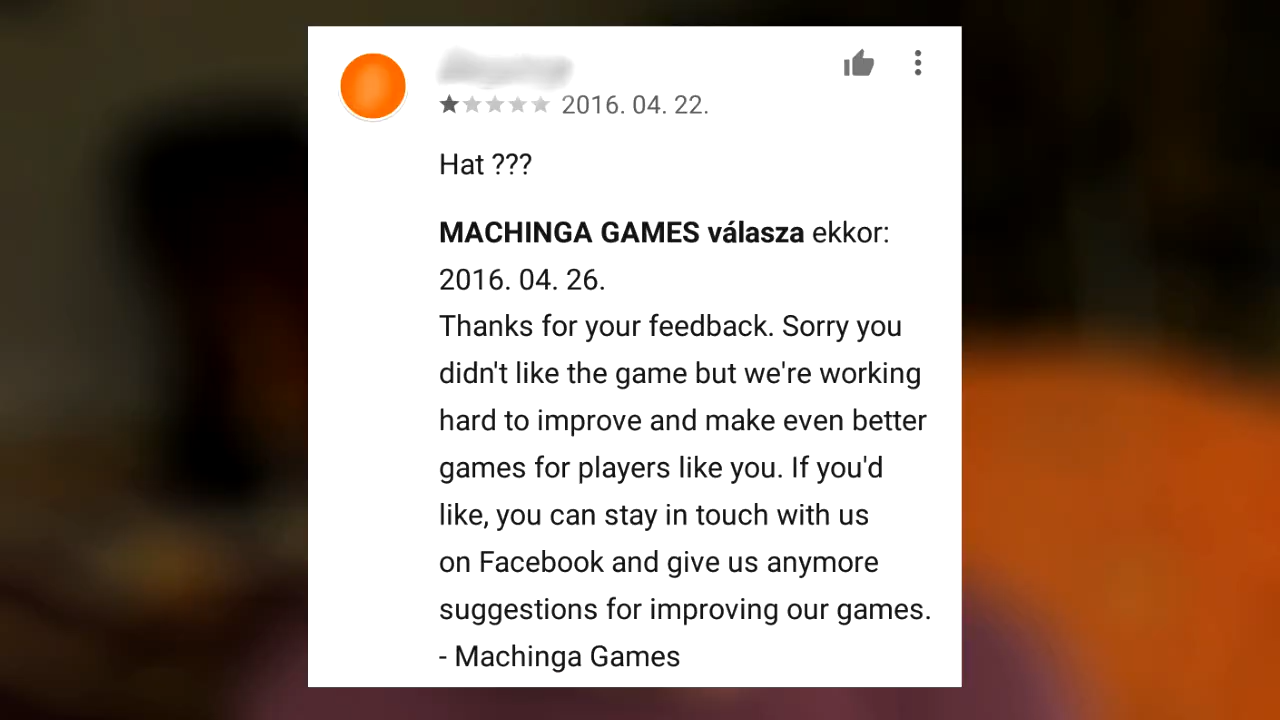 2016. 04. 22.
Hat ???
MACHINGA GAMES válasza ekkor:
2016. 04. 26.
Thanks for your feedback. Sorry you
didn't like the game but we're working
hard to improve and make even better
games for players like you. If you'd
like, you can stay in touch with us
on Facebook and give us anymore
suggestions for improving our games.
- Machinga Games